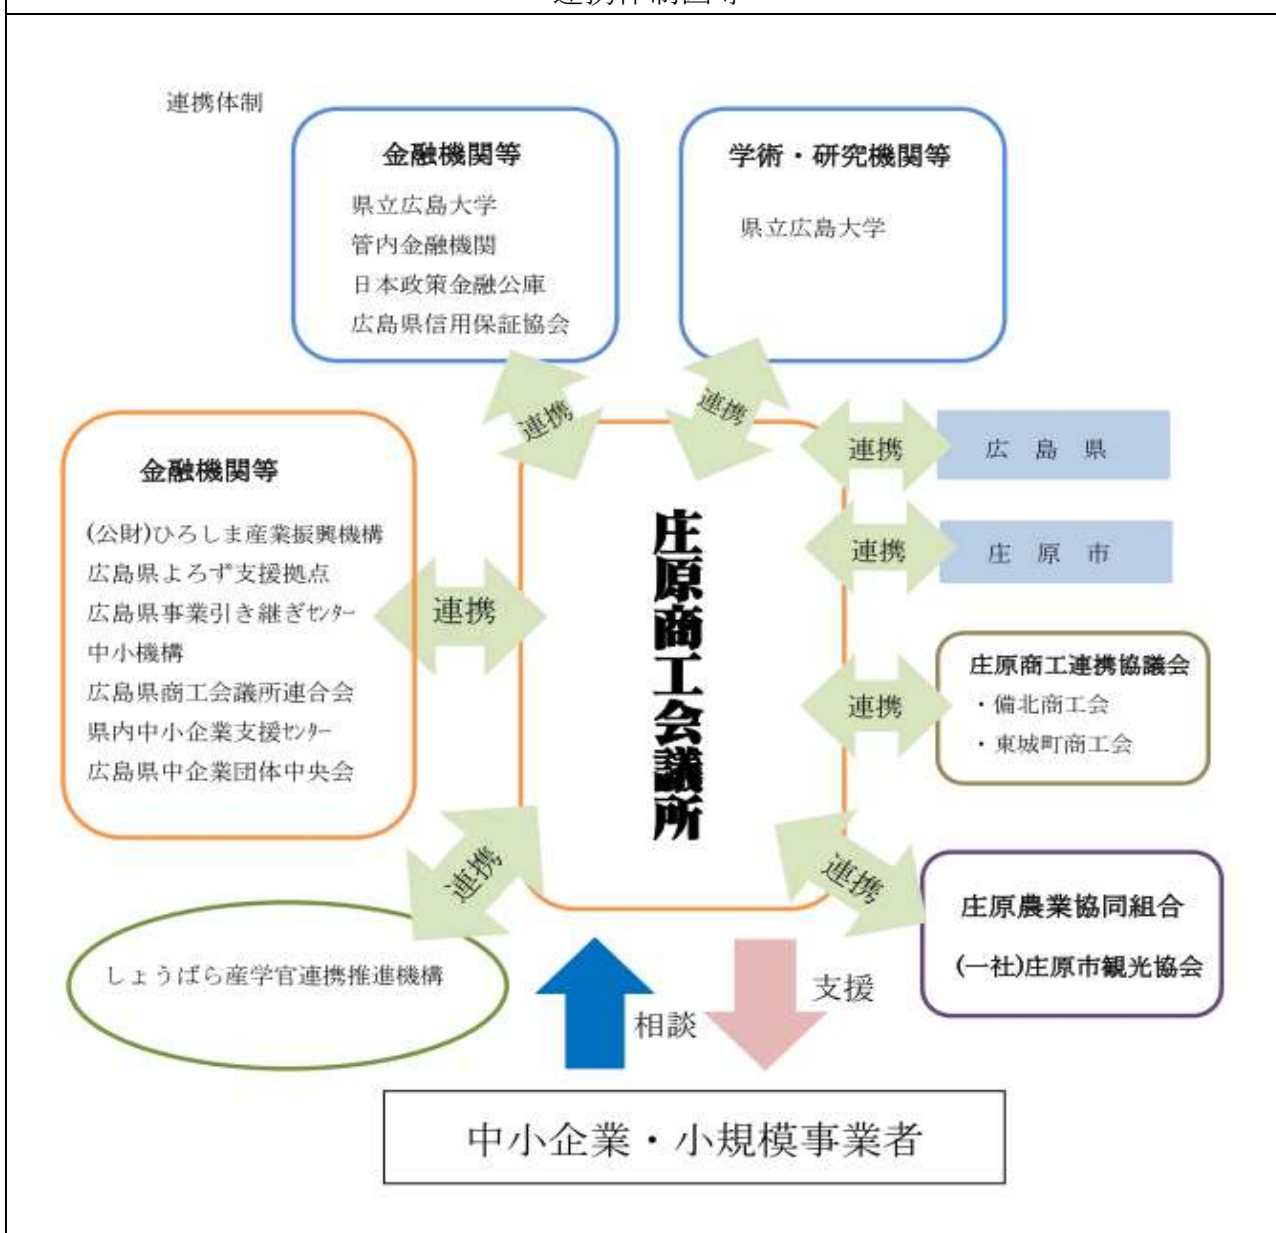 連携体制
金融機関等
県立広島大学
管内金融機関
日本政策金融公庫
広島県信用保証協会
学術・研究機関等
県立広島大学
連携
連携
連携
広島県
金融機関等
(公財)ひろしま産業振興機構
広島県よろず支援拠点
広島県事業引き継ぎｾﾝﾀｰ
中小機構
広島県商工会議所連合会
県内中小企業支援ｾﾝﾀｰ
広島県中企業団体中央会
連携
庄原商工会議所
連携
庄原市
連携
庄原商工連携協議会
・備北商工会
・東城町商工会
連携
連携
庄原農業協同組合
(一社)庄原市観光協会
しょうばら産学官連携推進機構
相談
支援
中小企業・小規模事業者